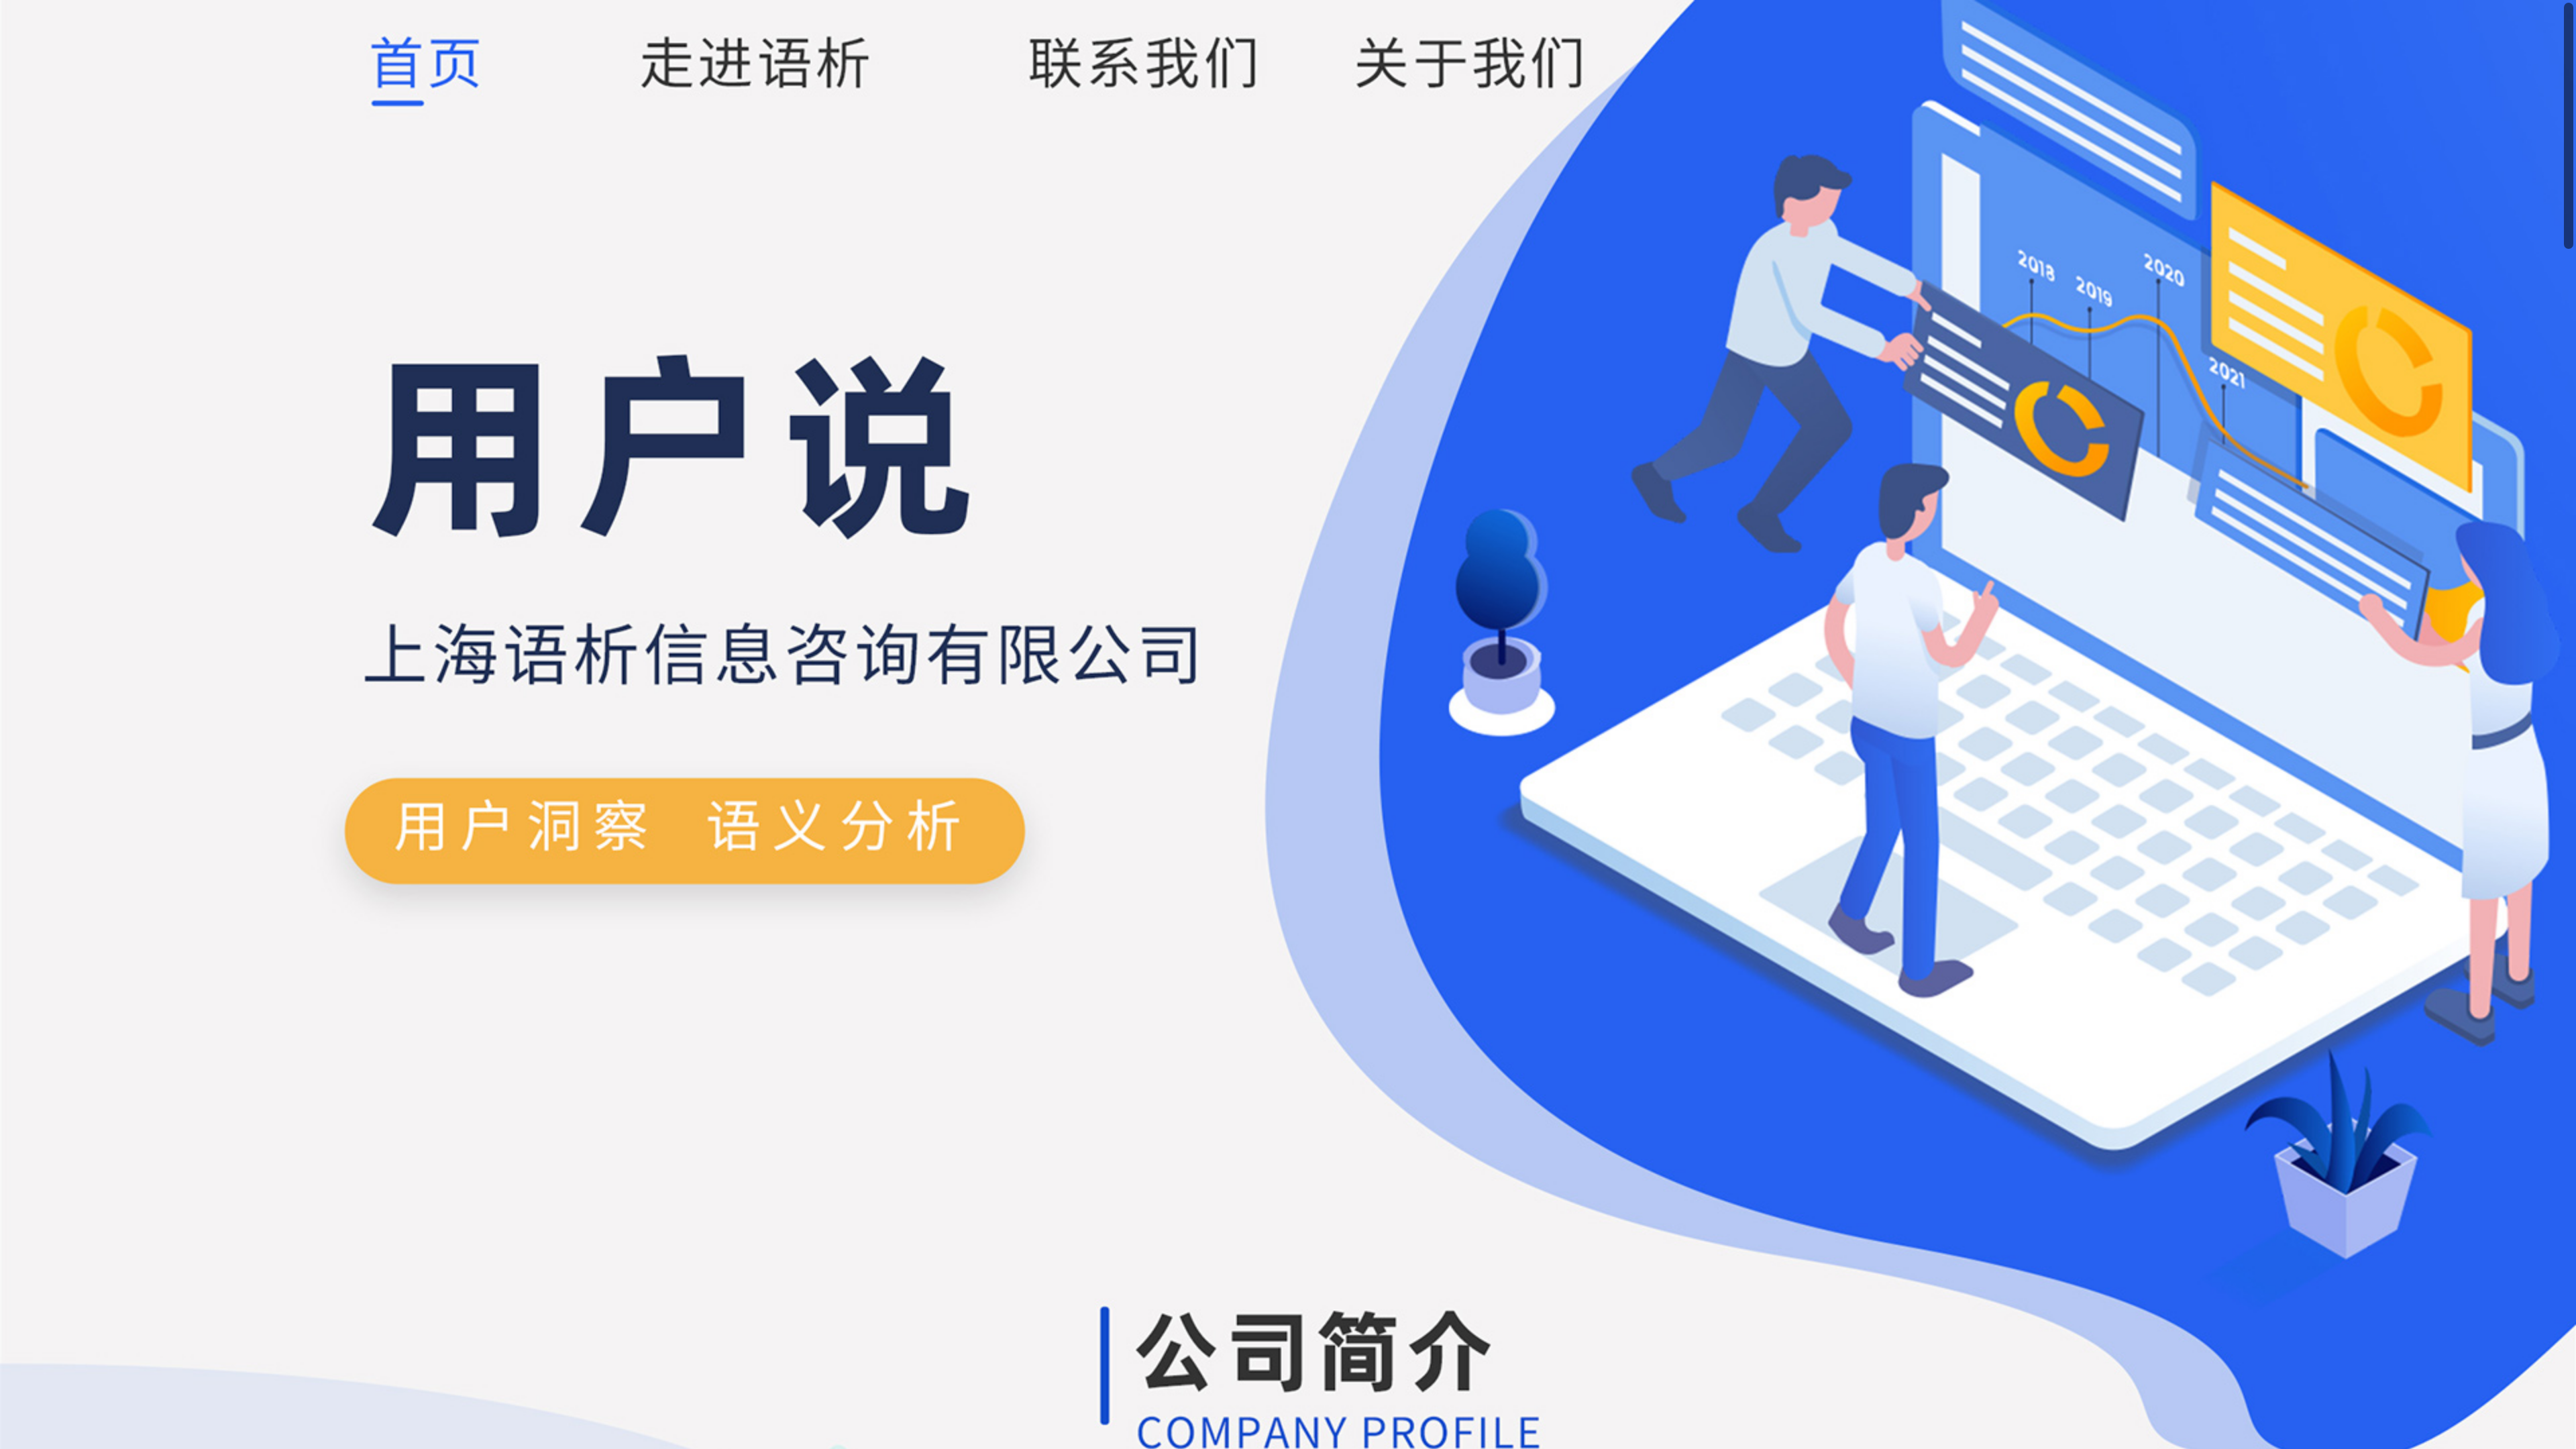 首页 走进语析 联系我们 关于我们
用户说
上海语析信息咨询有限公司
用户洞察 语义分析
2018
2019
2020
2021
公司简介
COMPANY PROFILE